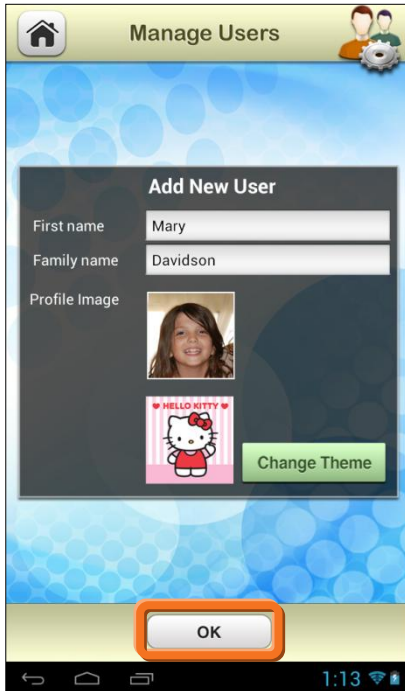 Manage Users
Add New User
First name Mary
Family name Davidson
Profile Image
HELLO KITTY
Change Theme
OK
1:13